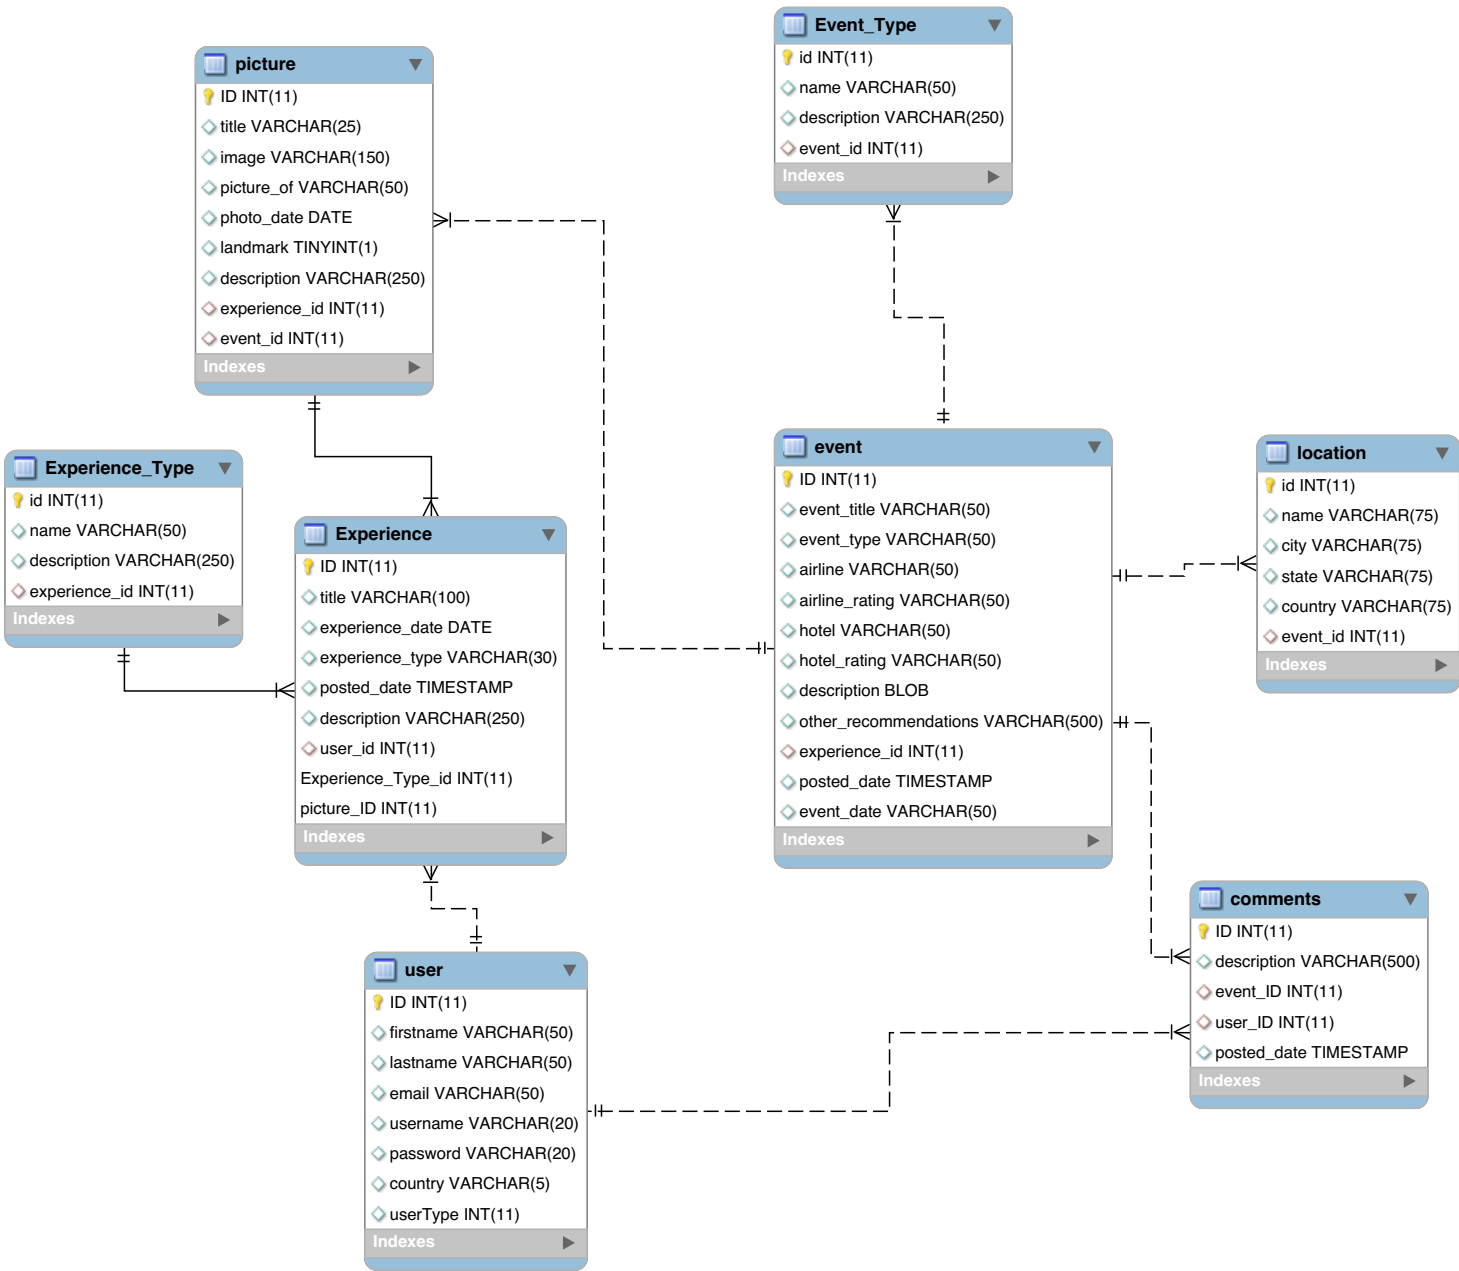 picture
ID INT(11)
title VARCHAR(25)
image VARCHAR(150)
picture_of VARCHAR(50)
photo_date DATE
landmark TINYINT(1)
description VARCHAR(250)
experience_id INT(11)
event_id INT(11)
Indexes
Event_Type
id INT(11)
name VARCHAR(50)
description VARCHAR(250)
event_id INT(11)
Indexes
Experience_Type
id INT(11)
name VARCHAR(50)
description VARCHAR(250)
experience_id INT(11)
Indexes
Experience
ID INT(11)
title VARCHAR(100)
experience_date DATE
experience_type VARCHAR(30)
posted_date TIMESTAMP
description VARCHAR(250)
user_id INT(11)
Experience_Type_id INT(11)
picture_ID INT(11)
Indexes
event
ID INT(11)
event_title VARCHAR(50)
event_type VARCHAR(50)
airline VARCHAR(50)
airline_rating VARCHAR(50)
hotel VARCHAR(50)
hotel_rating VARCHAR(50)
description BLOB
other_recommendations VARCHAR(500)
experience_id INT(11)
posted_date TIMESTAMP
event_date VARCHAR(50)
Indexes
location
id INT(11)
name VARCHAR(75)
city VARCHAR(75)
state VARCHAR(75)
country VARCHAR(75)
event_id INT(11)
Indexes
user
ID INT(11)
firstname VARCHAR(50)
lastname VARCHAR(50)
email VARCHAR(50)
username VARCHAR(20)
password VARCHAR(20)
country VARCHAR(5)
userType INT(11)
Indexes
comments
ID INT(11)
description VARCHAR(500)
event_ID INT(11)
user_ID INT(11)
posted_date TIMESTAMP
Indexes